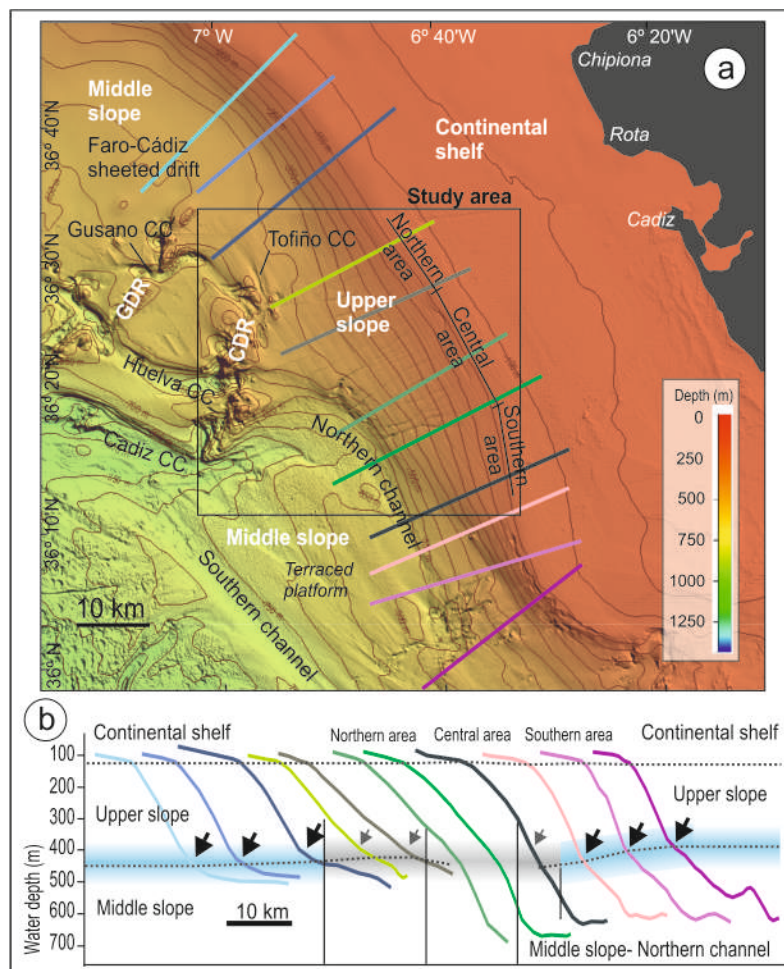 7º W
6º 40'W
6º 20'W
a
Chipiona
Rota
Cadíz
36º 40'N
36º 30'N
36º 20'N
36º 10'N
36º N
Middle
slope
Faro-Cádiz
sheeted drift
Continental
shelf
Study area
Gusano CC
Tofiño CC
GDR
CDR
Northern
area
Upper
slope
Central
area
Southern
area
Huelva CC
Cadiz CC
Northern channel
Middle slope
Terraced
platform
Southern channel
10 km
Depth (m)
0
250
500
750
1000
1250
b
Continental shelf
Northern area
Central area
Southern area
Continental shelf
100
200
300
400
500
600
700
Water depth (m)
Upper slope
Upper slope
Middle slope
10 km
Middle slope- Northern channel